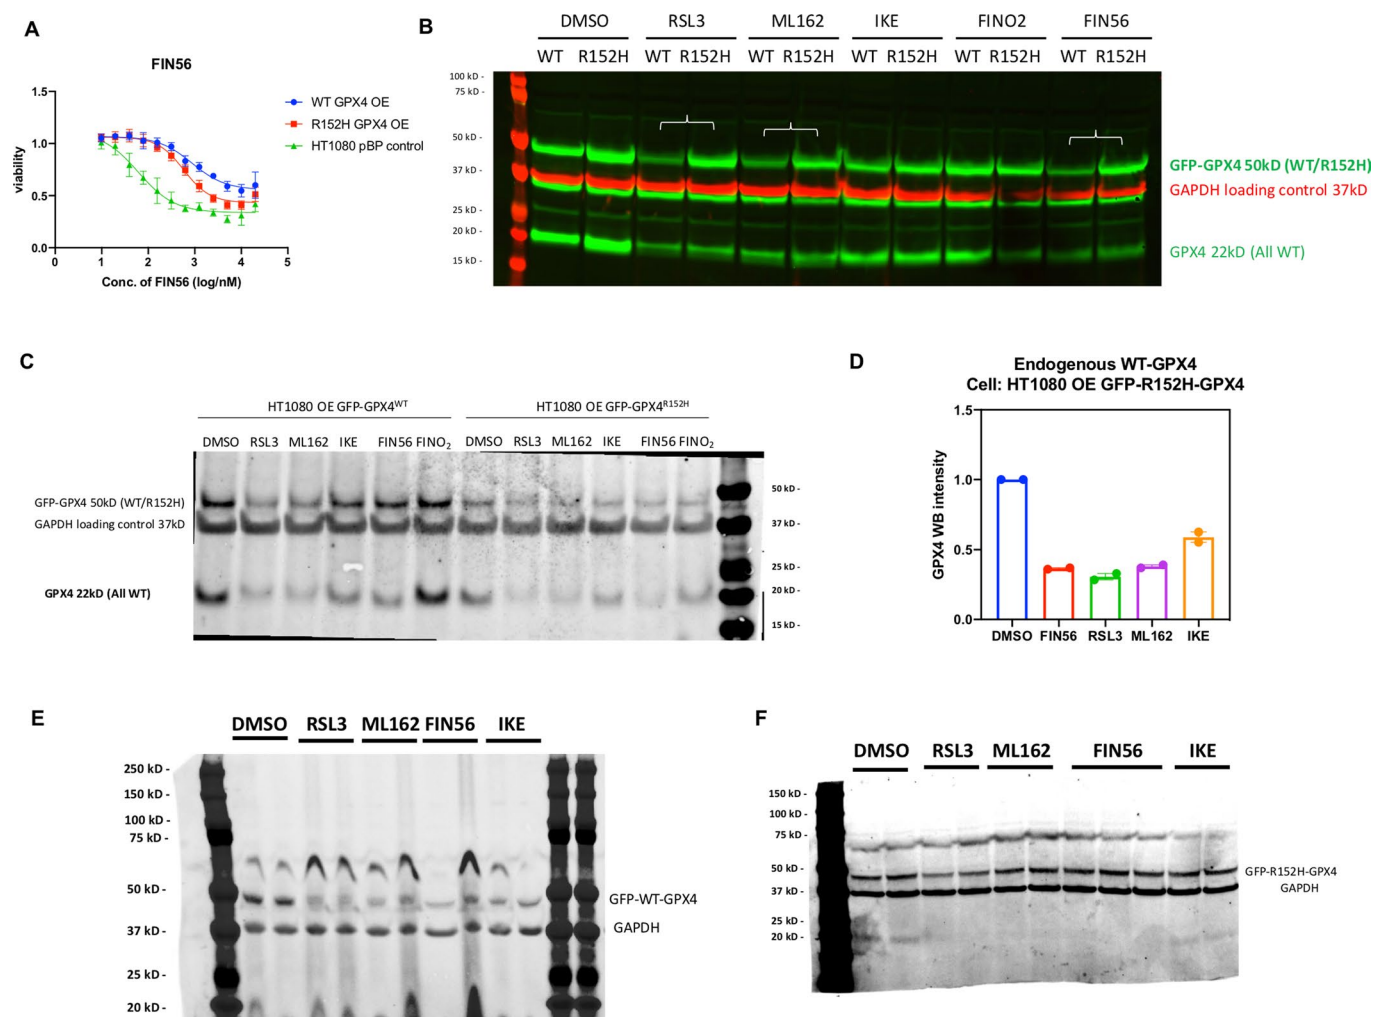 A
FIN56
1.5
1.0
0.5
0.0
0 1 2 3 4 5
viability
Conc. of FIN56 (log/nM)
WT GPX4 OE
R152H GPX4 OE
HT1080 pBP control
B
DMSO RSL3 ML162 IKE FINO2 FIN56
WT R152H WT R152H WT R152H WT R152H WT R152H WT R152H
100 kD -
75 kD -
50 kD -
37 kD -
25 kD -
20 kD -
15 kD -
GFP-GPX4 50kD (WT/R152H)
GAPDH loading control 37kD
GPX4 22kD (All WT)
C
HT1080 OE GFP-GPX4ᵂᵀ HT1080 OE GFP-GPX4ᴿ¹⁵²ᴴ
DMSO RSL3 ML162 IKE FIN56 FINO₂ DMSO RSL3 ML162 IKE FIN56 FINO₂
GFP-GPX4 50kD (WT/R152H)
GAPDH loading control 37kD
GPX4 22kD (All WT)
50 kD -
37 kD -
25 kD -
20 kD -
15 kD -
D
Endogenous WT-GPX4
Cell: HT1080 OE GFP-R152H-GPX4
1.5
1.0
0.5
0.0
GPX4 WB intensity
DMSO FIN56 RSL3 ML162 IKE
E
DMSO RSL3 ML162 FIN56 IKE
250 kD -
150 kD -
100 kD -
75 kD -
50 kD -
37 kD -
25 kD -
20 kD -
GFP-WT-GPX4
GAPDH
F
DMSO RSL3 ML162 FIN56 IKE
150 kD -
100 kD -
75 kD -
50 kD -
37 kD -
25 kD -
20 kD -
GFP-R152H-GPX4
GAPDH